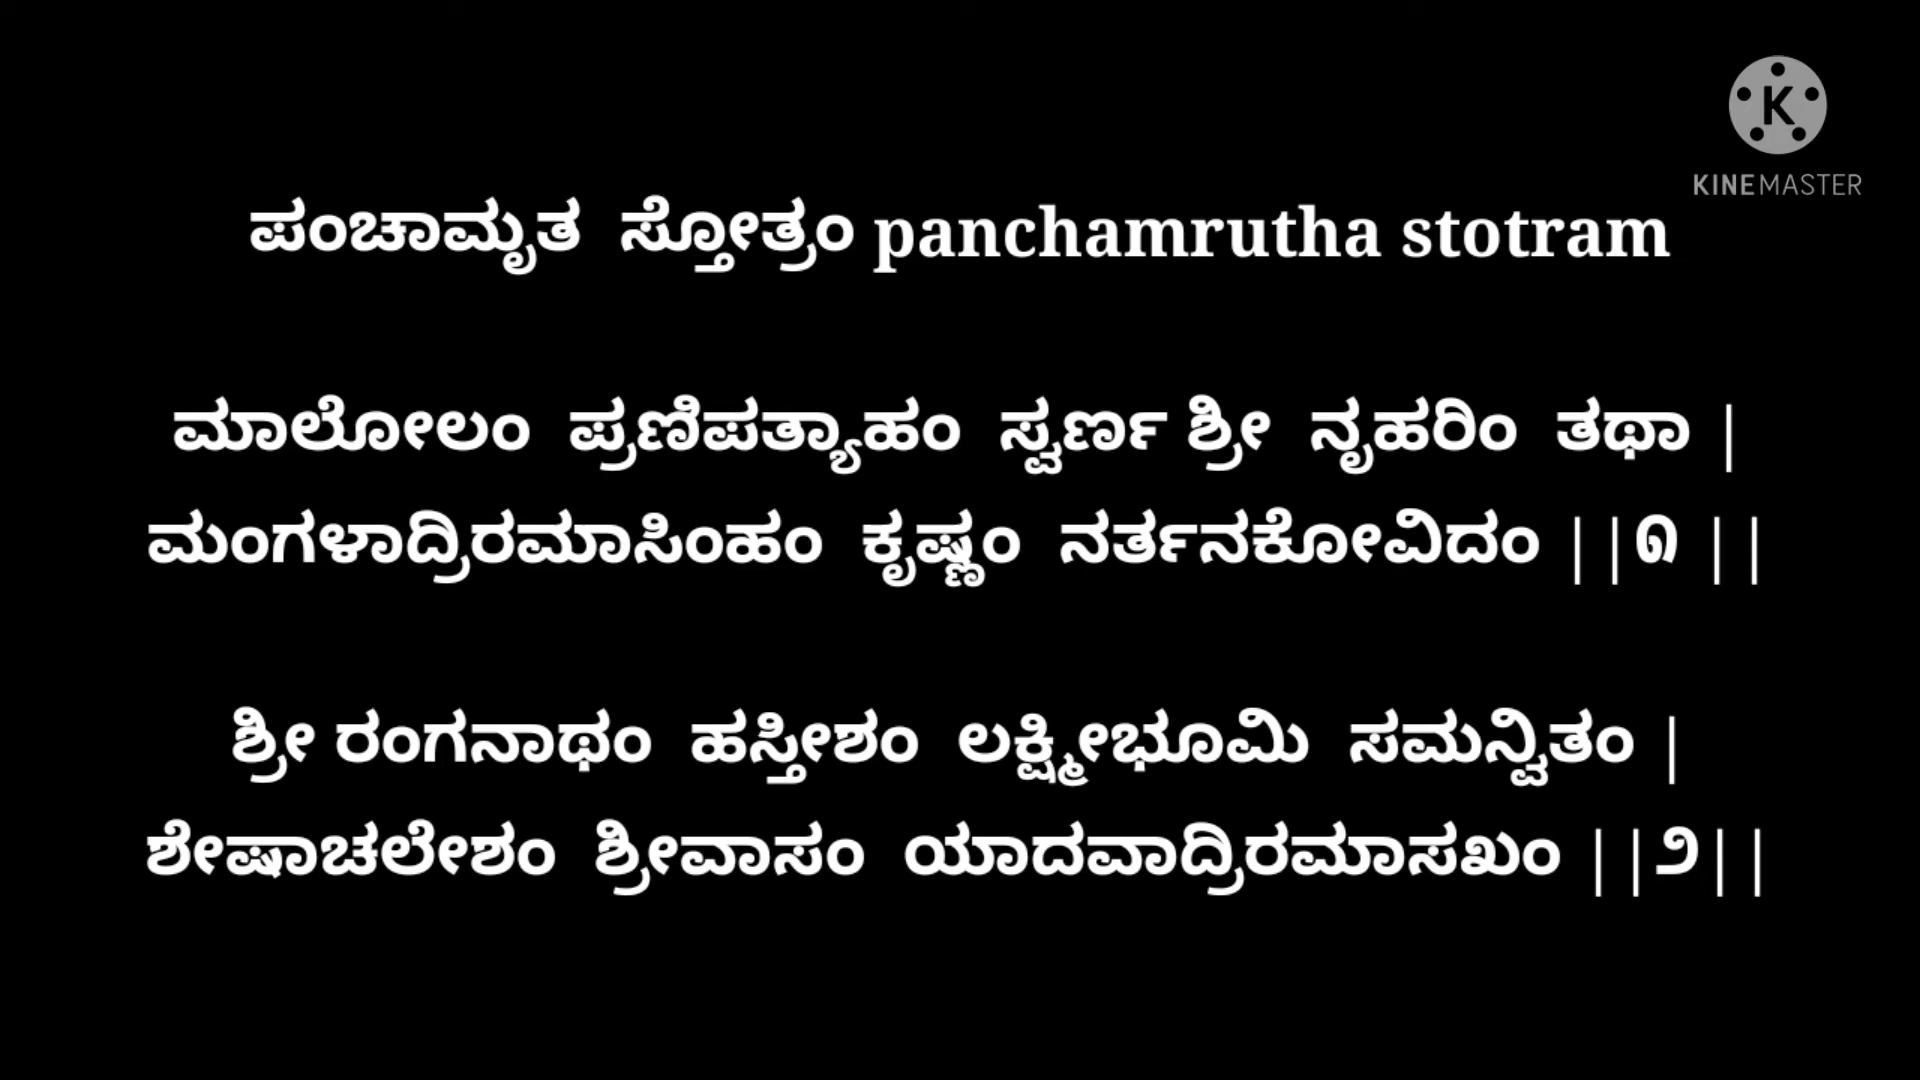 KINEMASTER
ಪಂಚಾಮೃತ ಸ್ತೋತ್ರಂ panchamrutha stotram
ಮಾಲೋಲಂ ಪ್ರಣಿಪತ್ಯಾಹಂ ಸ್ವರ್ಣ ಶ್ರೀ ನೃಹರಿಂ ತಥಾ |
ಮಂಗಳಾದ್ರಿರಮಾಸಿಂಹಂ ಕೃಷ್ಣಂ ನರ್ತನಕೋವಿದಂ ||೧ ||
ಶ್ರೀ ರಂಗನಾಥಂ ಹಸ್ತೀಶಂ ಲಕ್ಷ್ಮೀಭೂಮಿ ಸಮನ್ವಿತಂ |
ಶೇಷಾಚಲೇಶಂ ಶ್ರೀವಾಸಂ ಯಾದವಾದ್ರಿರಮಾಸಖಂ ||೨||